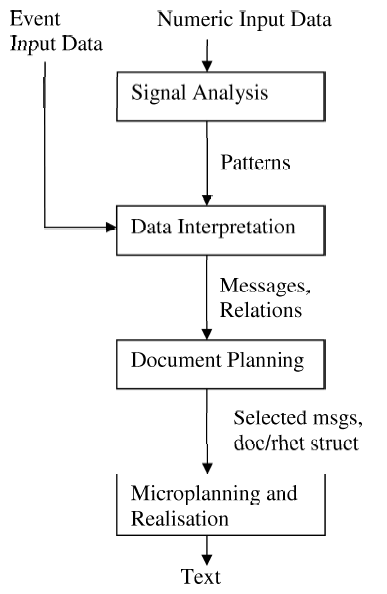 Event
Input Data
Numeric Input Data
Signal Analysis
Patterns
Data Interpretation
Messages,
Relations
Document Planning
Selected msgs,
doc/rhet struct
Microplanning and
Realisation
Text